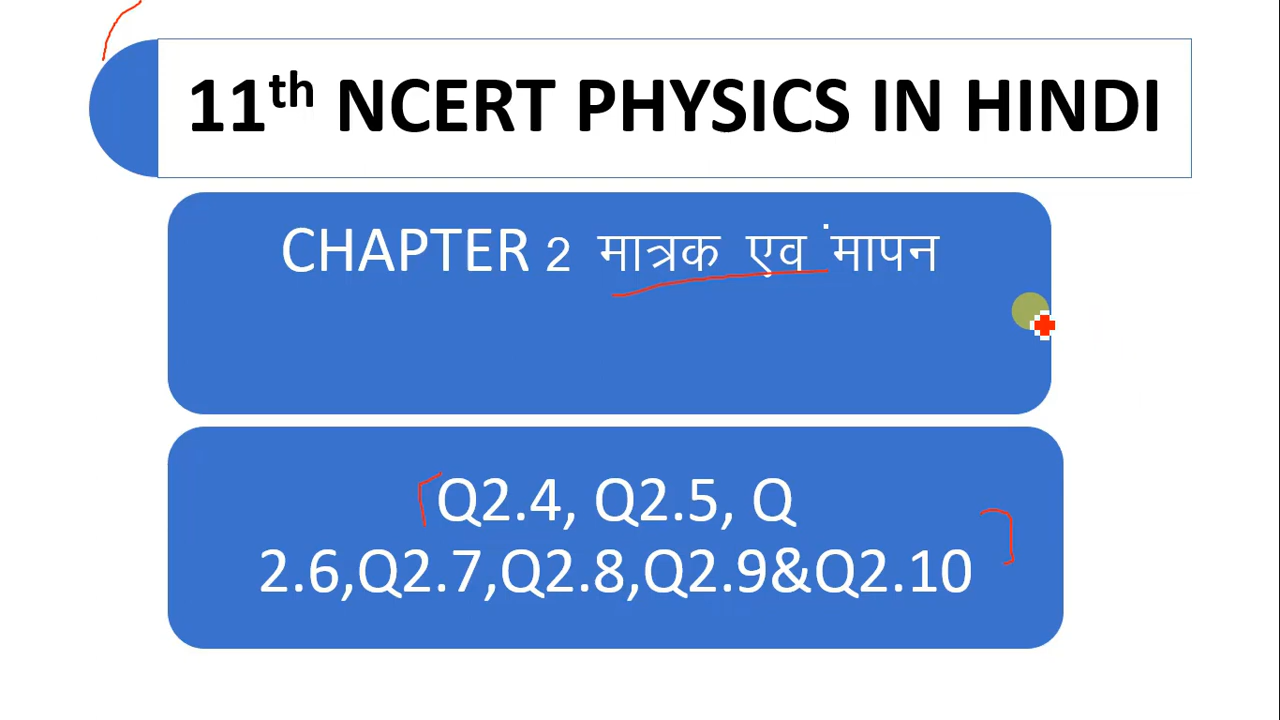 11th NCERT PHYSICS IN HINDI
CHAPTER 2 मात्रक एव ंमापन
Q2.4, Q2.5, Q
2.6,Q2.7,Q2.8,Q2.9&Q2.10